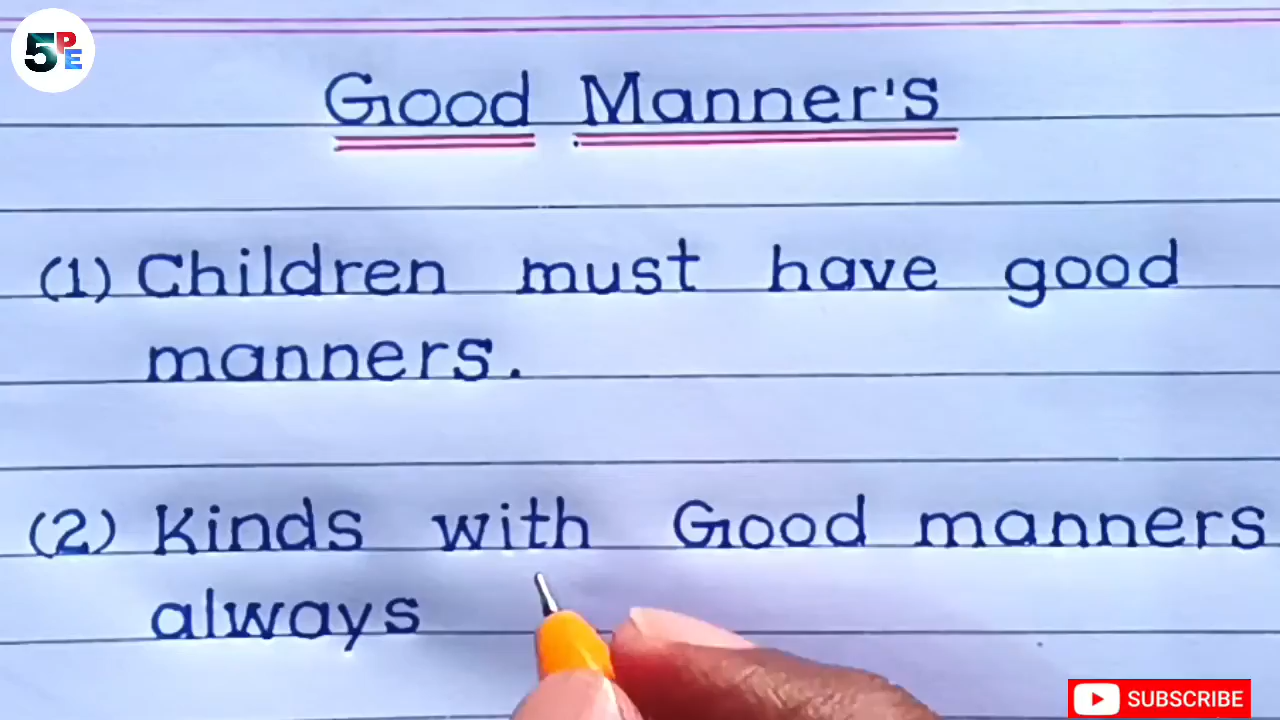 5PE
Good Manner's
(1) Children must have good
manners.
(2) Kinds with Good manners
always
SUBSCRIBE